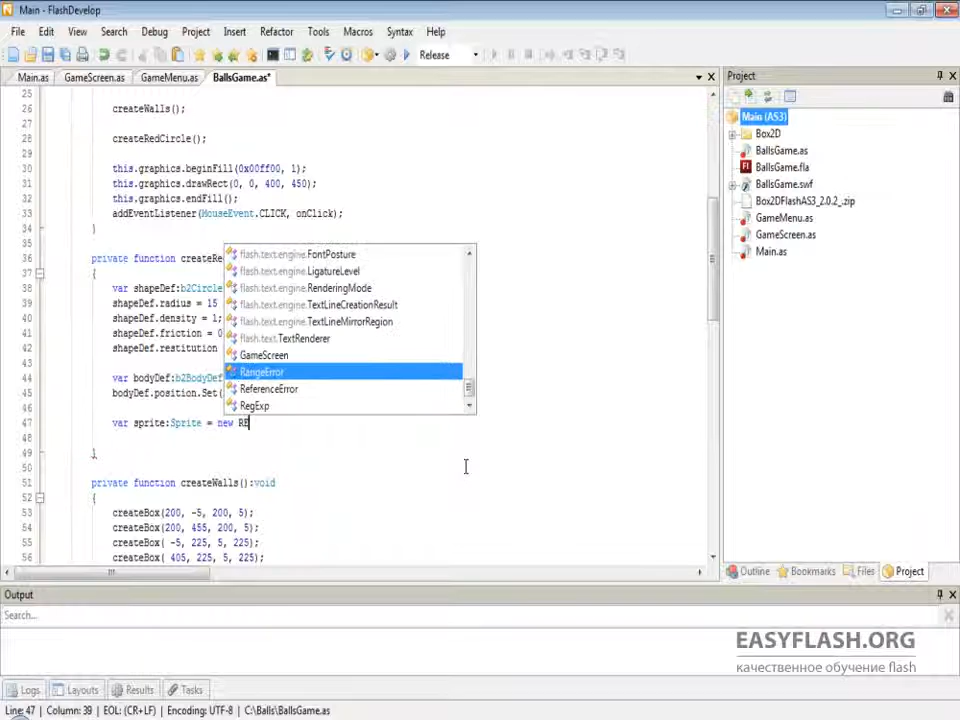 Main - FlashDevelop
File Edit View Search Debug Project Insert Refactor Tools Macros Syntax Help
Release
Main.as GameScreen.as GameMenu.as BallsGame.as*
25
26 createWalls();
27
28 createRedCircle();
29
30 this.graphics.beginFill(0x00ff00, 1);
31 this.graphics.drawRect(0, 0, 400, 450);
32 this.graphics.endFill();
33 addEventListener(MouseEvent.CLICK, onClick);
34 }
35
36 private function createRe
37 {
38 var shapeDef:b2Circle
39 shapeDef.radius = 15
40 shapeDef.density = 1;
41 shapeDef.friction = 0
42 shapeDef.restitution
43
44 var bodyDef:b2BodyDef
45 bodyDef.position.Set(
46
47 var sprite:Sprite = new RE
48
49 }
50
51 private function createWalls():void
52 {
53 createBox(200, -5, 200, 5);
54 createBox(200, 455, 200, 5);
55 createBox( -5, 225, 5, 225);
56 createBox( 405, 225, 5, 225);
flash.text.engine.FontPosture
flash.text.engine.LigatureLevel
flash.text.engine.RenderingMode
flash.text.engine.TextLineCreationResult
flash.text.engine.TextLineMirrorRegion
flash.text.TextRenderer
GameScreen
RangeError
ReferenceError
RegExp
Project
Main (AS3)
Box2D
BallsGame.as
BallsGame.fla
BallsGame.swf
Box2DFlashAS3_2.0.2_.zip
GameMenu.as
GameScreen.as
Main.as
Outline Bookmarks Files Project
Output
Search...
EASYFLASH.ORG
качественное обучение flash
Logs Layouts Results Tasks
Line: 47 Column: 39 EOL: (CR+LF) Encoding: UTF-8 C:\Balls\BallsGame.as